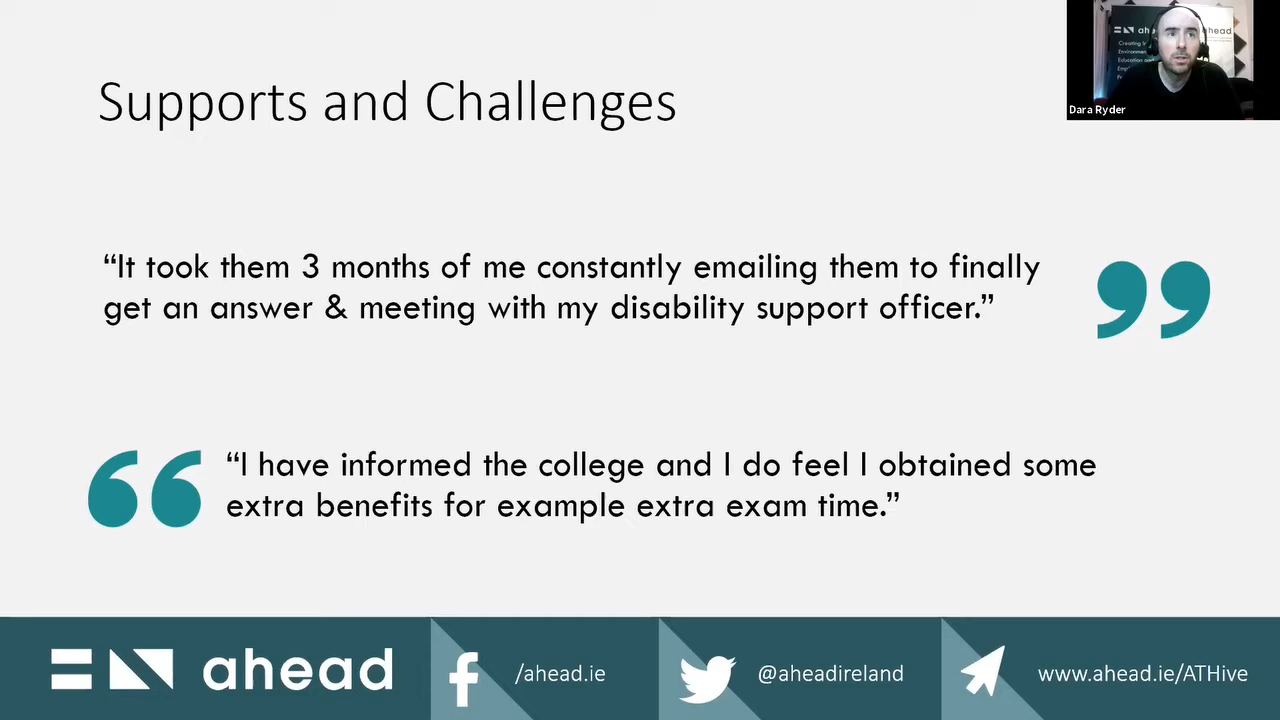 Supports and Challenges
Dara Ryder
“It took them 3 months of me constantly emailing them to finally
get an answer & meeting with my disability support officer.”
“I have informed the college and I do feel I obtained some
extra benefits for example extra exam time.”
ahead
/ahead.ie
@aheadireland
www.ahead.ie/ATHive